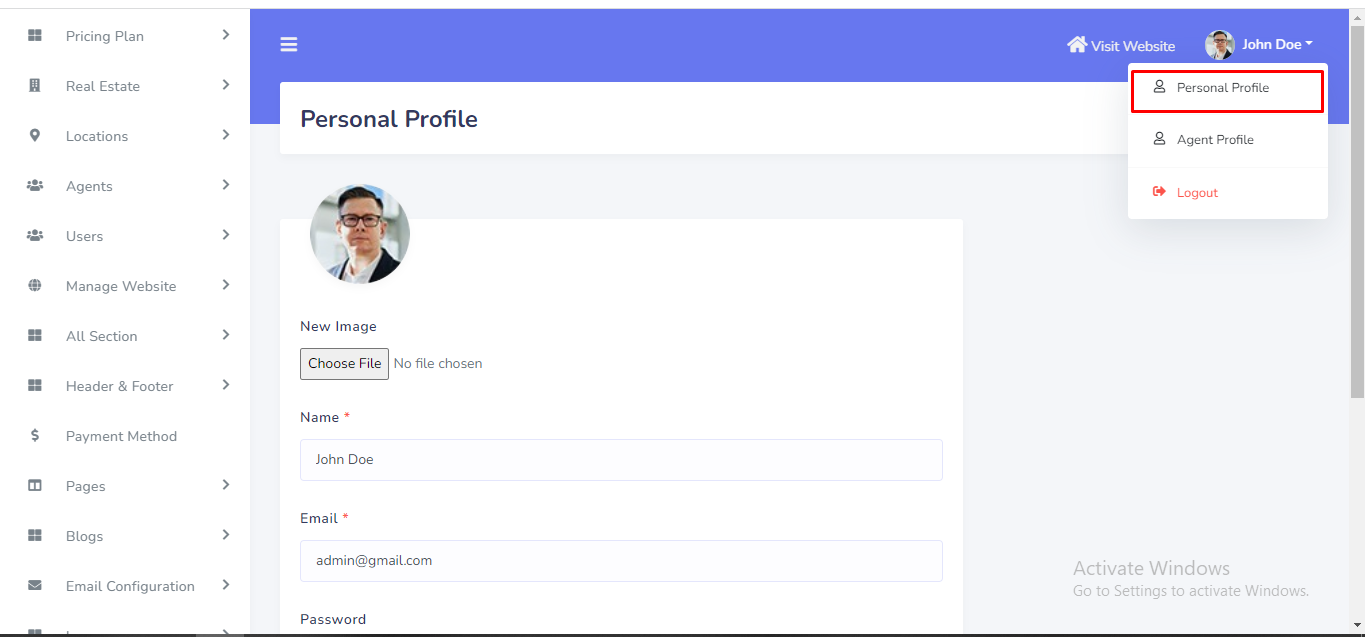 Pricing Plan
Real Estate
Locations
Agents
Users
Manage Website
All Section
Header & Footer
Payment Method
Pages
Blogs
Email Configuration
Visit Website
John Doe
Personal Profile
Agent Profile
Logout
Personal Profile
New Image
Choose File No file chosen
Name *
John Doe
Email *
admin@gmail.com
Password
Activate Windows
Go to Settings to activate Windows.